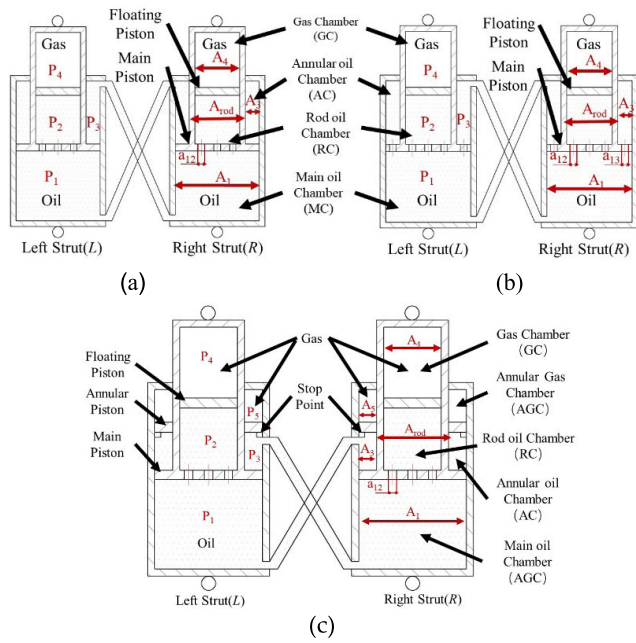 Floating
Piston
Main
Piston
Gas
P4
P2
P3
P1
Oil
Left Strut(L)
Gas
A4
Arod
A3
a12
A1
Oil
Right Strut(R)
Gas Chamber
(GC)
Annular oil
Chamber
(AC)
Rod oil
Chamber
(RC)
Main oil
Chamber
(MC)
(a)
Gas
P4
P2
P3
P1
Oil
Left Strut(L)
Floating
Piston
Main
Piston
Gas
A4
Arod
A3
a12
a13
A1
Oil
Right Strut(R)
(b)
Floating
Piston
Annular
Piston
Main
Piston
P4
P5
P2
P3
P1
Oil
Left Strut(L)
Gas
Stop
Point
A4
A5
Arod
A3
a12
A1
Right Strut(R)
Gas Chamber
(GC)
Annular Gas
Chamber
(AGC)
Rod oil Chamber
(RC)
Annular oil
Chamber
(AC)
Main oil
Chamber
(AGC)
(c)